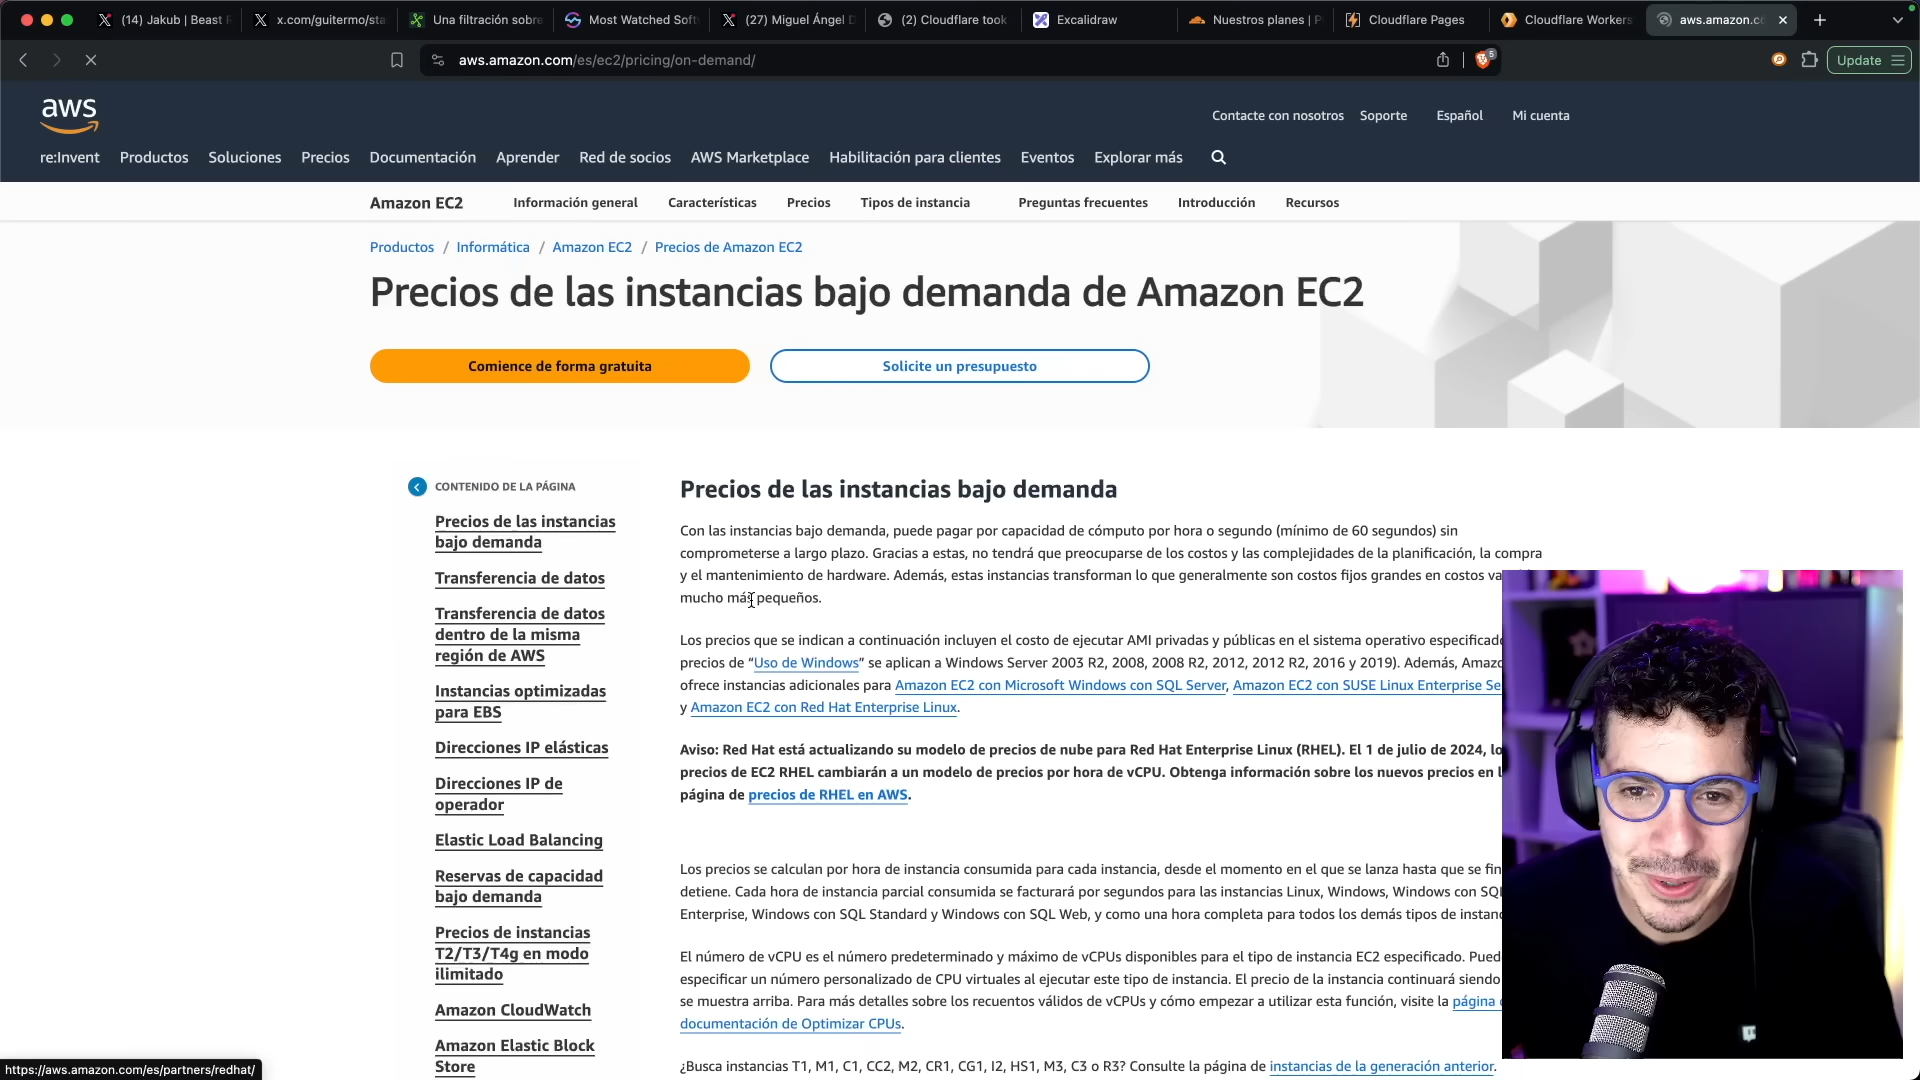 (14) Jakub | Beast F
x.com/guitermo/sta
Una filtración sobre
Most Watched Soft
(27) Miguel Ángel D
(2) Cloudflare took
Excalidraw
Nuestros planes | P
Cloudflare Pages
Cloudflare Workers
aws.amazon.co
aws.amazon.com/es/ec2/pricing/on-demand/
5
Update
aws
Contacte con nosotros
Soporte
Español
Mi cuenta
re:Invent
Productos
Soluciones
Precios
Documentación
Aprender
Red de socios
AWS Marketplace
Habilitación para clientes
Eventos
Explorar más
Amazon EC2
Información general
Características
Precios
Tipos de instancia
Preguntas frecuentes
Introducción
Recursos
Productos / Informática / Amazon EC2 / Precios de Amazon EC2
Precios de las instancias bajo demanda de Amazon EC2
Comience de forma gratuita
Solicite un presupuesto
CONTENIDO DE LA PÁGINA
Precios de las instancias
bajo demanda
Transferencia de datos
Transferencia de datos
dentro de la misma
región de AWS
Instancias optimizadas
para EBS
Direcciones IP elásticas
Direcciones IP de
operador
Elastic Load Balancing
Reservas de capacidad
bajo demanda
Precios de instancias
T2/T3/T4g en modo
ilimitado
Amazon CloudWatch
Amazon Elastic Block
Store
Precios de las instancias bajo demanda
Con las instancias bajo demanda, puede pagar por capacidad de cómputo por hora o segundo (mínimo de 60 segundos) sin
comprometerse a largo plazo. Gracias a estas, no tendrá que preocuparse de los costos y las complejidades de la planificación, la compra
y el mantenimiento de hardware. Además, estas instancias transforman lo que generalmente son costos fijos grandes en costos va
mucho más pequeños.
Los precios que se indican a continuación incluyen el costo de ejecutar AMI privadas y públicas en el sistema operativo especificado
precios de “Uso de Windows” se aplican a Windows Server 2003 R2, 2008, 2008 R2, 2012, 2012 R2, 2016 y 2019). Además, Amazo
ofrece instancias adicionales para Amazon EC2 con Microsoft Windows con SQL Server, Amazon EC2 con SUSE Linux Enterprise Se
y Amazon EC2 con Red Hat Enterprise Linux.
Aviso: Red Hat está actualizando su modelo de precios de nube para Red Hat Enterprise Linux (RHEL). El 1 de julio de 2024, lo
precios de EC2 RHEL cambiarán a un modelo de precios por hora de vCPU. Obtenga información sobre los nuevos precios en l
página de precios de RHEL en AWS.
Los precios se calculan por hora de instancia consumida para cada instancia, desde el momento en el que se lanza hasta que se fin
detiene. Cada hora de instancia parcial consumida se facturará por segundos para las instancias Linux, Windows, Windows con SQL
Enterprise, Windows con SQL Standard y Windows con SQL Web, y como una hora completa para todos los demás tipos de instanc
El número de vCPU es el número predeterminado y máximo de vCPUs disponibles para el tipo de instancia EC2 especificado. Pued
especificar un número personalizado de CPU virtuales al ejecutar este tipo de instancia. El precio de la instancia continuará siendo
se muestra arriba. Para más detalles sobre los recuentos válidos de vCPUs y cómo empezar a utilizar esta función, visite la página
documentación de Optimizar CPUs.
¿Busca instancias T1, M1, C1, CC2, M2, CR1, CG1, I2, HS1, M3, C3 o R3? Consulte la página de instancias de la generación anterior.
https://aws.amazon.com/es/partners/redhat/